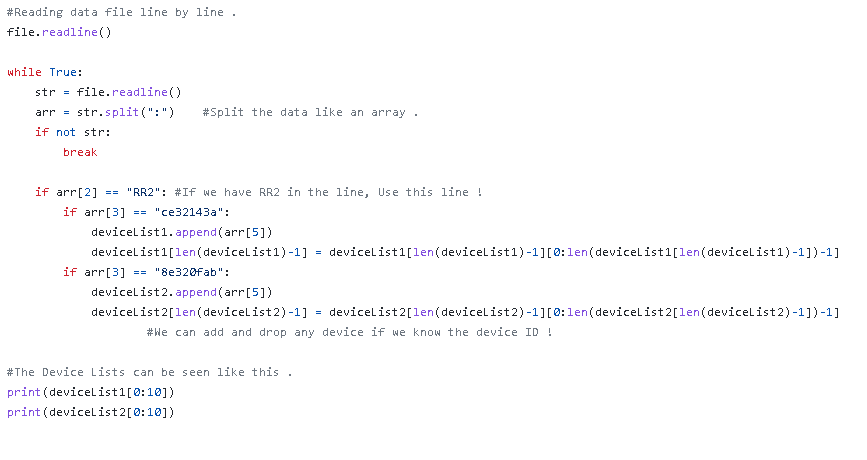 #Reading data file line by line .
file.readline()
while True:
    str = file.readline()
    arr = str.split(":")    #Split the data like an array .
    if not str:
        break
    if arr[2] == "RR2": #If we have RR2 in the line, Use this line !
        if arr[3] == "ce32143a":
            deviceList1.append(arr[5])
            deviceList1[len(deviceList1)-1] = deviceList1[len(deviceList1)-1][0:len(deviceList1[len(deviceList1)-1])-1]
        if arr[3] == "8e320fab":
            deviceList2.append(arr[5])
            deviceList2[len(deviceList2)-1] = deviceList2[len(deviceList2)-1][0:len(deviceList2[len(deviceList2)-1])-1]
                    #We can add and drop any device if we know the device ID !
#The Device Lists can be seen like this .
print(deviceList1[0:10])
print(deviceList2[0:10])